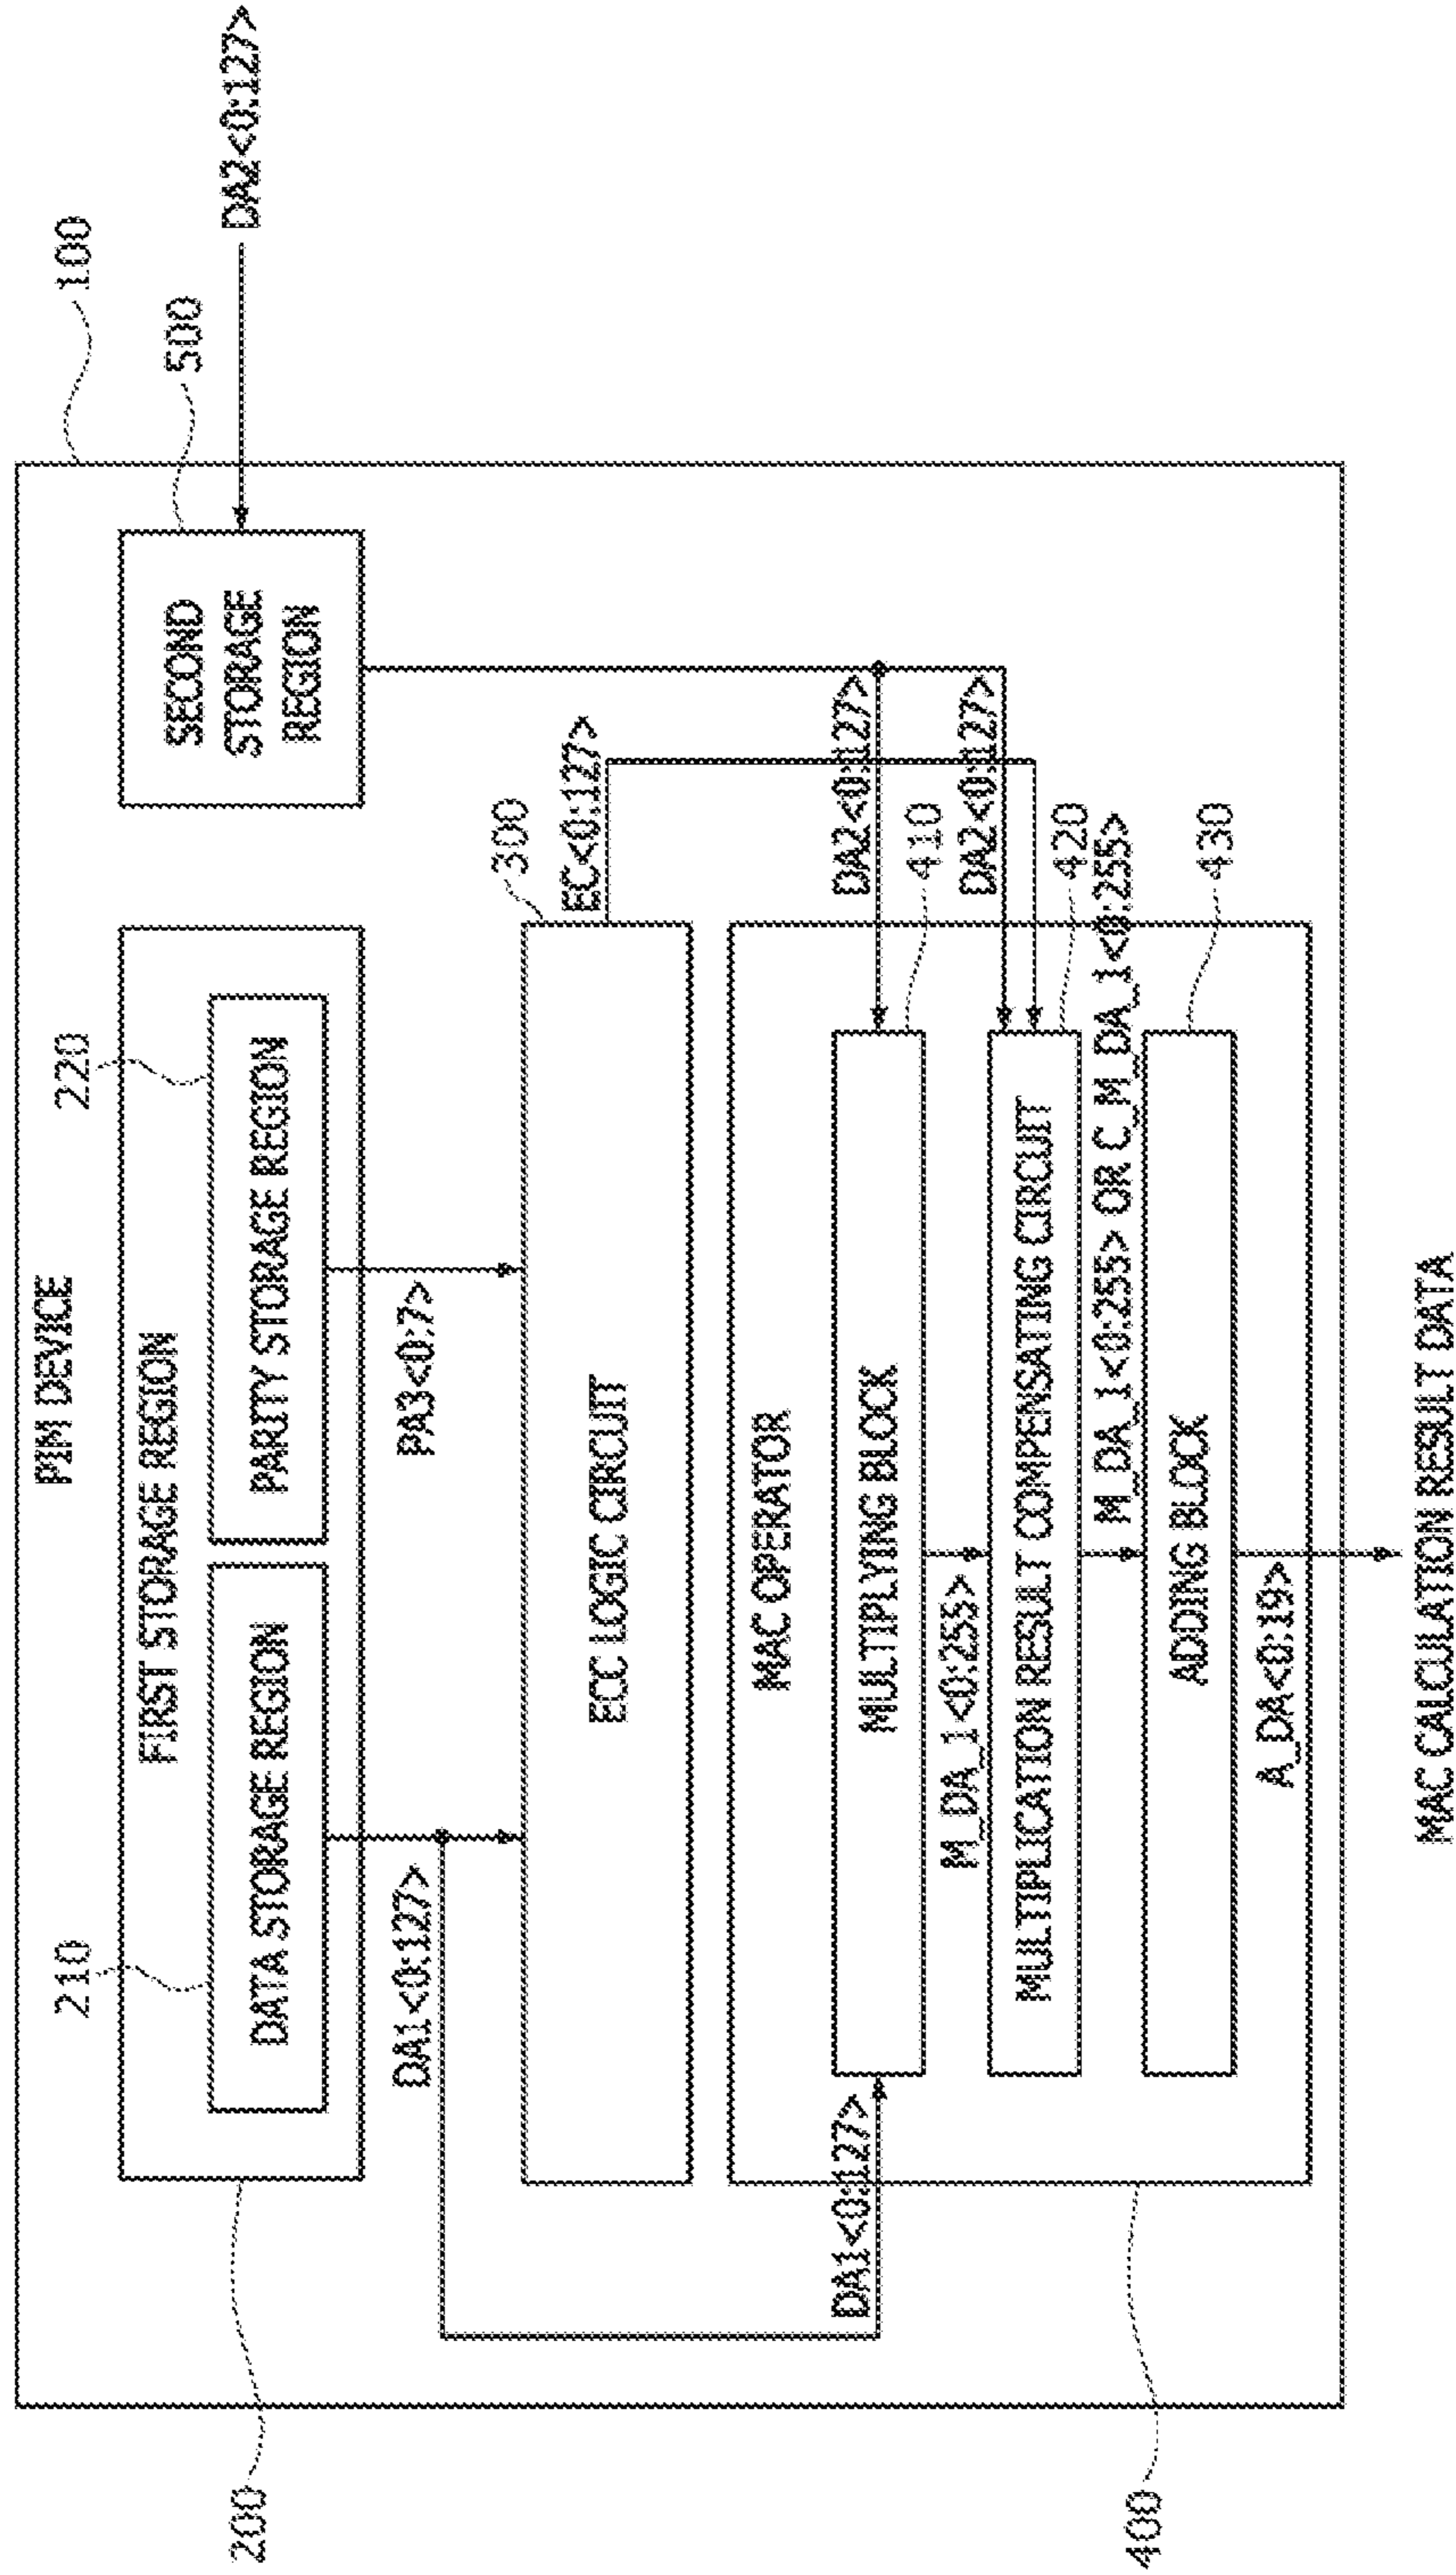 PIM DEVICE
100
FIRST STORAGE REGION
210
220
500
DATA STORAGE REGION
PARITY STORAGE REGION
SECOND
STORAGE
REGION
DA2<0:127>
200
DA1<0:127>
PA3<0:7>
300
ECC LOGIC CIRCUIT
EC<0:127>
MAC OPERATOR
DA1<0:127>
DA2<0:127>
MULTIPLYING BLOCK
410
M_DA_1<0:255>
DA2<0:127>
MULTIPLICATION RESULT COMPENSATING CIRCUIT
420
M_DA_1<0:255> OR C_M_DA_1<0:255>
400
ADDING BLOCK
430
A_DA<0:19>
MAC CALCULATION RESULT DATA